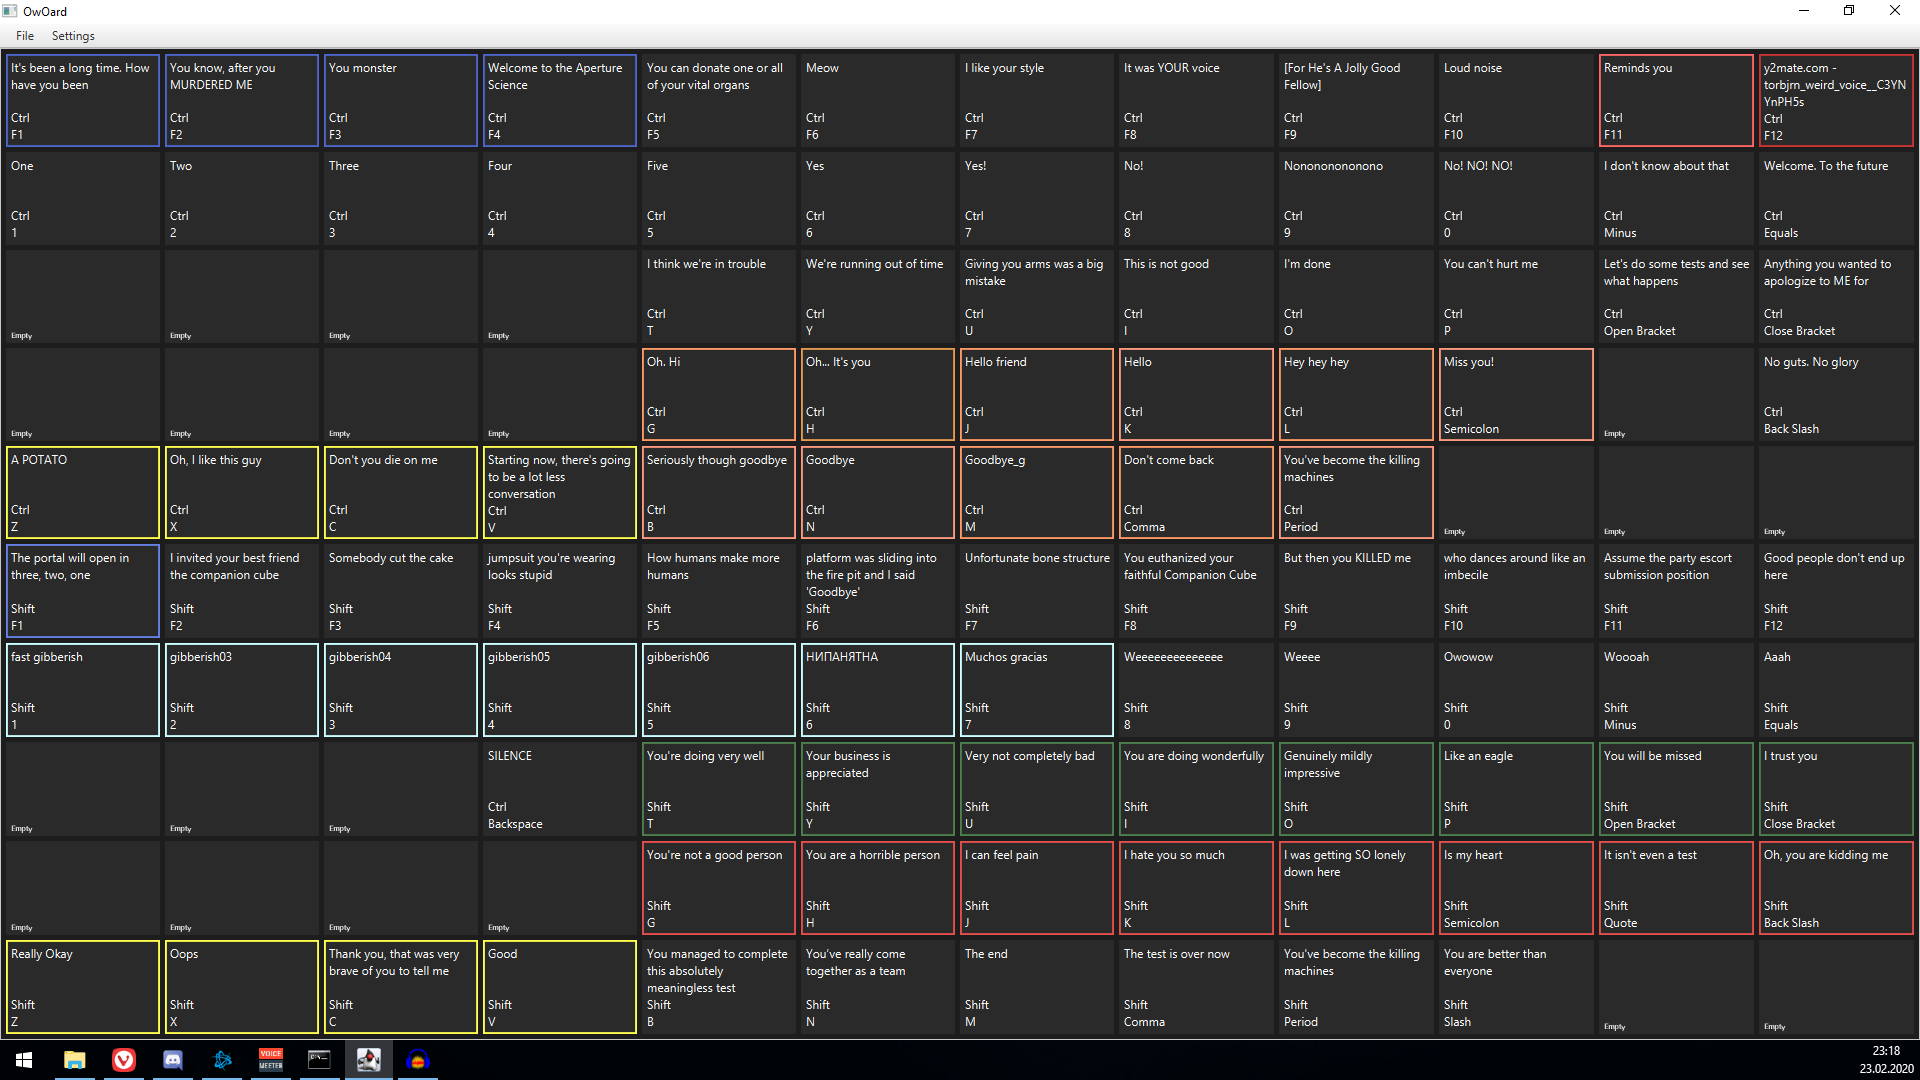 OwOard
File Settings
It's been a long time. How
have you been
Ctrl
F1
You know, after you
MURDERED ME
Ctrl
F2
You monster
Ctrl
F3
Welcome to the Aperture
Science
Ctrl
F4
You can donate one or all
of your vital organs
Ctrl
F5
Meow
Ctrl
F6
I like your style
Ctrl
F7
It was YOUR voice
Ctrl
F8
[For He's A Jolly Good
Fellow]
Ctrl
F9
Loud noise
Ctrl
F10
Reminds you
Ctrl
F11
y2mate.com -
torbjrn_weird_voice__C3YN
YnPH5s
Ctrl
F12
One
Ctrl
1
Two
Ctrl
2
Three
Ctrl
3
Four
Ctrl
4
Five
Ctrl
5
Yes
Ctrl
6
Yes!
Ctrl
7
No!
Ctrl
8
Nonononononono
Ctrl
9
No! NO! NO!
Ctrl
0
I don't know about that
Ctrl
Minus
Welcome. To the future
Ctrl
Equals
Empty
Empty
Empty
Empty
I think we're in trouble
Ctrl
T
We're running out of time
Ctrl
Y
Giving you arms was a big
mistake
Ctrl
U
This is not good
Ctrl
I
I'm done
Ctrl
O
You can't hurt me
Ctrl
P
Let's do some tests and see
what happens
Ctrl
Open Bracket
Anything you wanted to
apologize to ME for
Ctrl
Close Bracket
Empty
Empty
Empty
Empty
Oh. Hi
Ctrl
G
Oh... It's you
Ctrl
H
Hello friend
Ctrl
J
Hello
Ctrl
K
Hey hey hey
Ctrl
L
Miss you!
Ctrl
Semicolon
Empty
No guts. No glory
Ctrl
Back Slash
A POTATO
Ctrl
Z
Oh, I like this guy
Ctrl
X
Don't you die on me
Ctrl
C
Starting now, there's going
to be a lot less
conversation
Ctrl
V
Seriously though goodbye
Ctrl
B
Goodbye
Ctrl
N
Goodbye_g
Ctrl
M
Don't come back
Ctrl
Comma
You've become the killing
machines
Ctrl
Period
Empty
Empty
Empty
The portal will open in
three, two, one
Shift
F1
I invited your best friend
the companion cube
Shift
F2
Somebody cut the cake
Shift
F3
jumpsuit you're wearing
looks stupid
Shift
F4
How humans make more
humans
Shift
F5
platform was sliding into
the fire pit and I said
'Goodbye'
Shift
F6
Unfortunate bone structure
Shift
F7
You euthanized your
faithful Companion Cube
Shift
F8
But then you KILLED me
Shift
F9
who dances around like an
imbecile
Shift
F10
Assume the party escort
submission position
Shift
F11
Good people don't end up
here
Shift
F12
fast gibberish
Shift
1
gibberish03
Shift
2
gibberish04
Shift
3
gibberish05
Shift
4
gibberish06
Shift
5
НИПАНЯТНА
Shift
6
Muchos gracias
Shift
7
Weeeeeeeeeeeeee
Shift
8
Weeee
Shift
9
Owowow
Shift
0
Woooah
Shift
Minus
Aaah
Shift
Equals
Empty
Empty
Empty
SILENCE
Ctrl
Backspace
You're doing very well
Shift
T
Your business is
appreciated
Shift
Y
Very not completely bad
Shift
U
You are doing wonderfully
Shift
I
Genuinely mildly
impressive
Shift
O
Like an eagle
Shift
P
You will be missed
Shift
Open Bracket
I trust you
Shift
Close Bracket
Empty
Empty
Empty
Empty
You're not a good person
Shift
G
You are a horrible person
Shift
H
I can feel pain
Shift
J
I hate you so much
Shift
K
I was getting SO lonely
down here
Shift
L
Is my heart
Shift
Semicolon
It isn't even a test
Shift
Quote
Oh, you are kidding me
Shift
Back Slash
Really Okay
Shift
Z
Oops
Shift
X
Thank you, that was very
brave of you to tell me
Shift
C
Good
Shift
V
You managed to complete
this absolutely
meaningless test
Shift
B
You've really come
together as a team
Shift
N
The end
Shift
M
The test is over now
Shift
Comma
You've become the killing
machines
Shift
Period
You are better than
everyone
Shift
Slash
Empty
Empty
VOICE
MEETER
23:18
23.02.2020